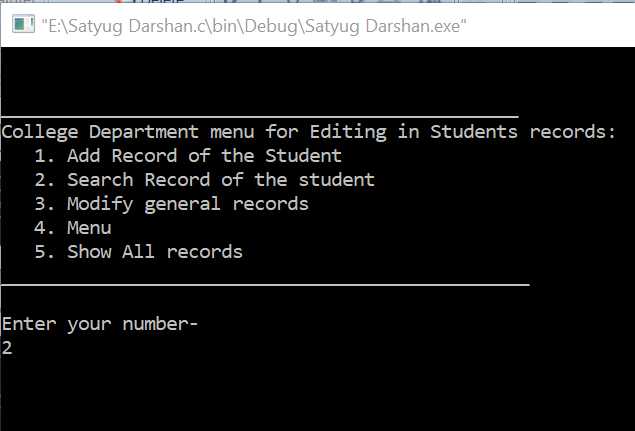 "E:\Satyug Darshan.c\bin\Debug\Satyug Darshan.exe"
College Department menu for Editing in Students records:
1. Add Record of the Student
2. Search Record of the student
3. Modify general records
4. Menu
5. Show All records
Enter your number-
2